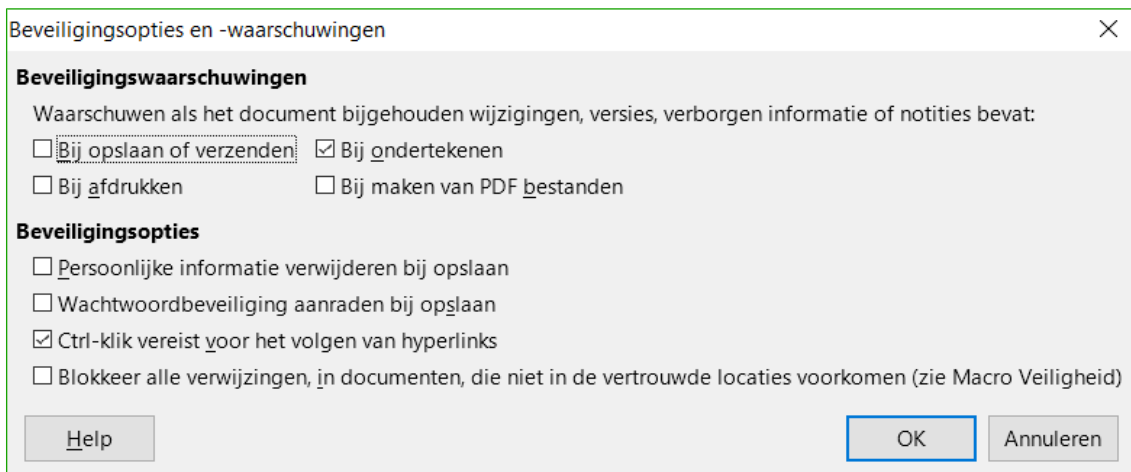 Beveiligingsopties en -waarschuwingen
Beveiligingswaarschuwingen
Waarschuwen als het document bijgehouden wijzigingen, versies, verborgen informatie of notities bevat:
Bij opslaan of verzenden Bij ondertekenen
Bij afdrukken Bij maken van PDF bestanden
Beveiligingsopties
Persoonlijke informatie verwijderen bij opslaan
Wachtwoordbeveiliging aanraden bij opslaan
Ctrl-klik vereist voor het volgen van hyperlinks
Blokkeer alle verwijzingen, in documenten, die niet in de vertrouwde locaties voorkomen (zie Macro Veiligheid)
Help OK Annuleren